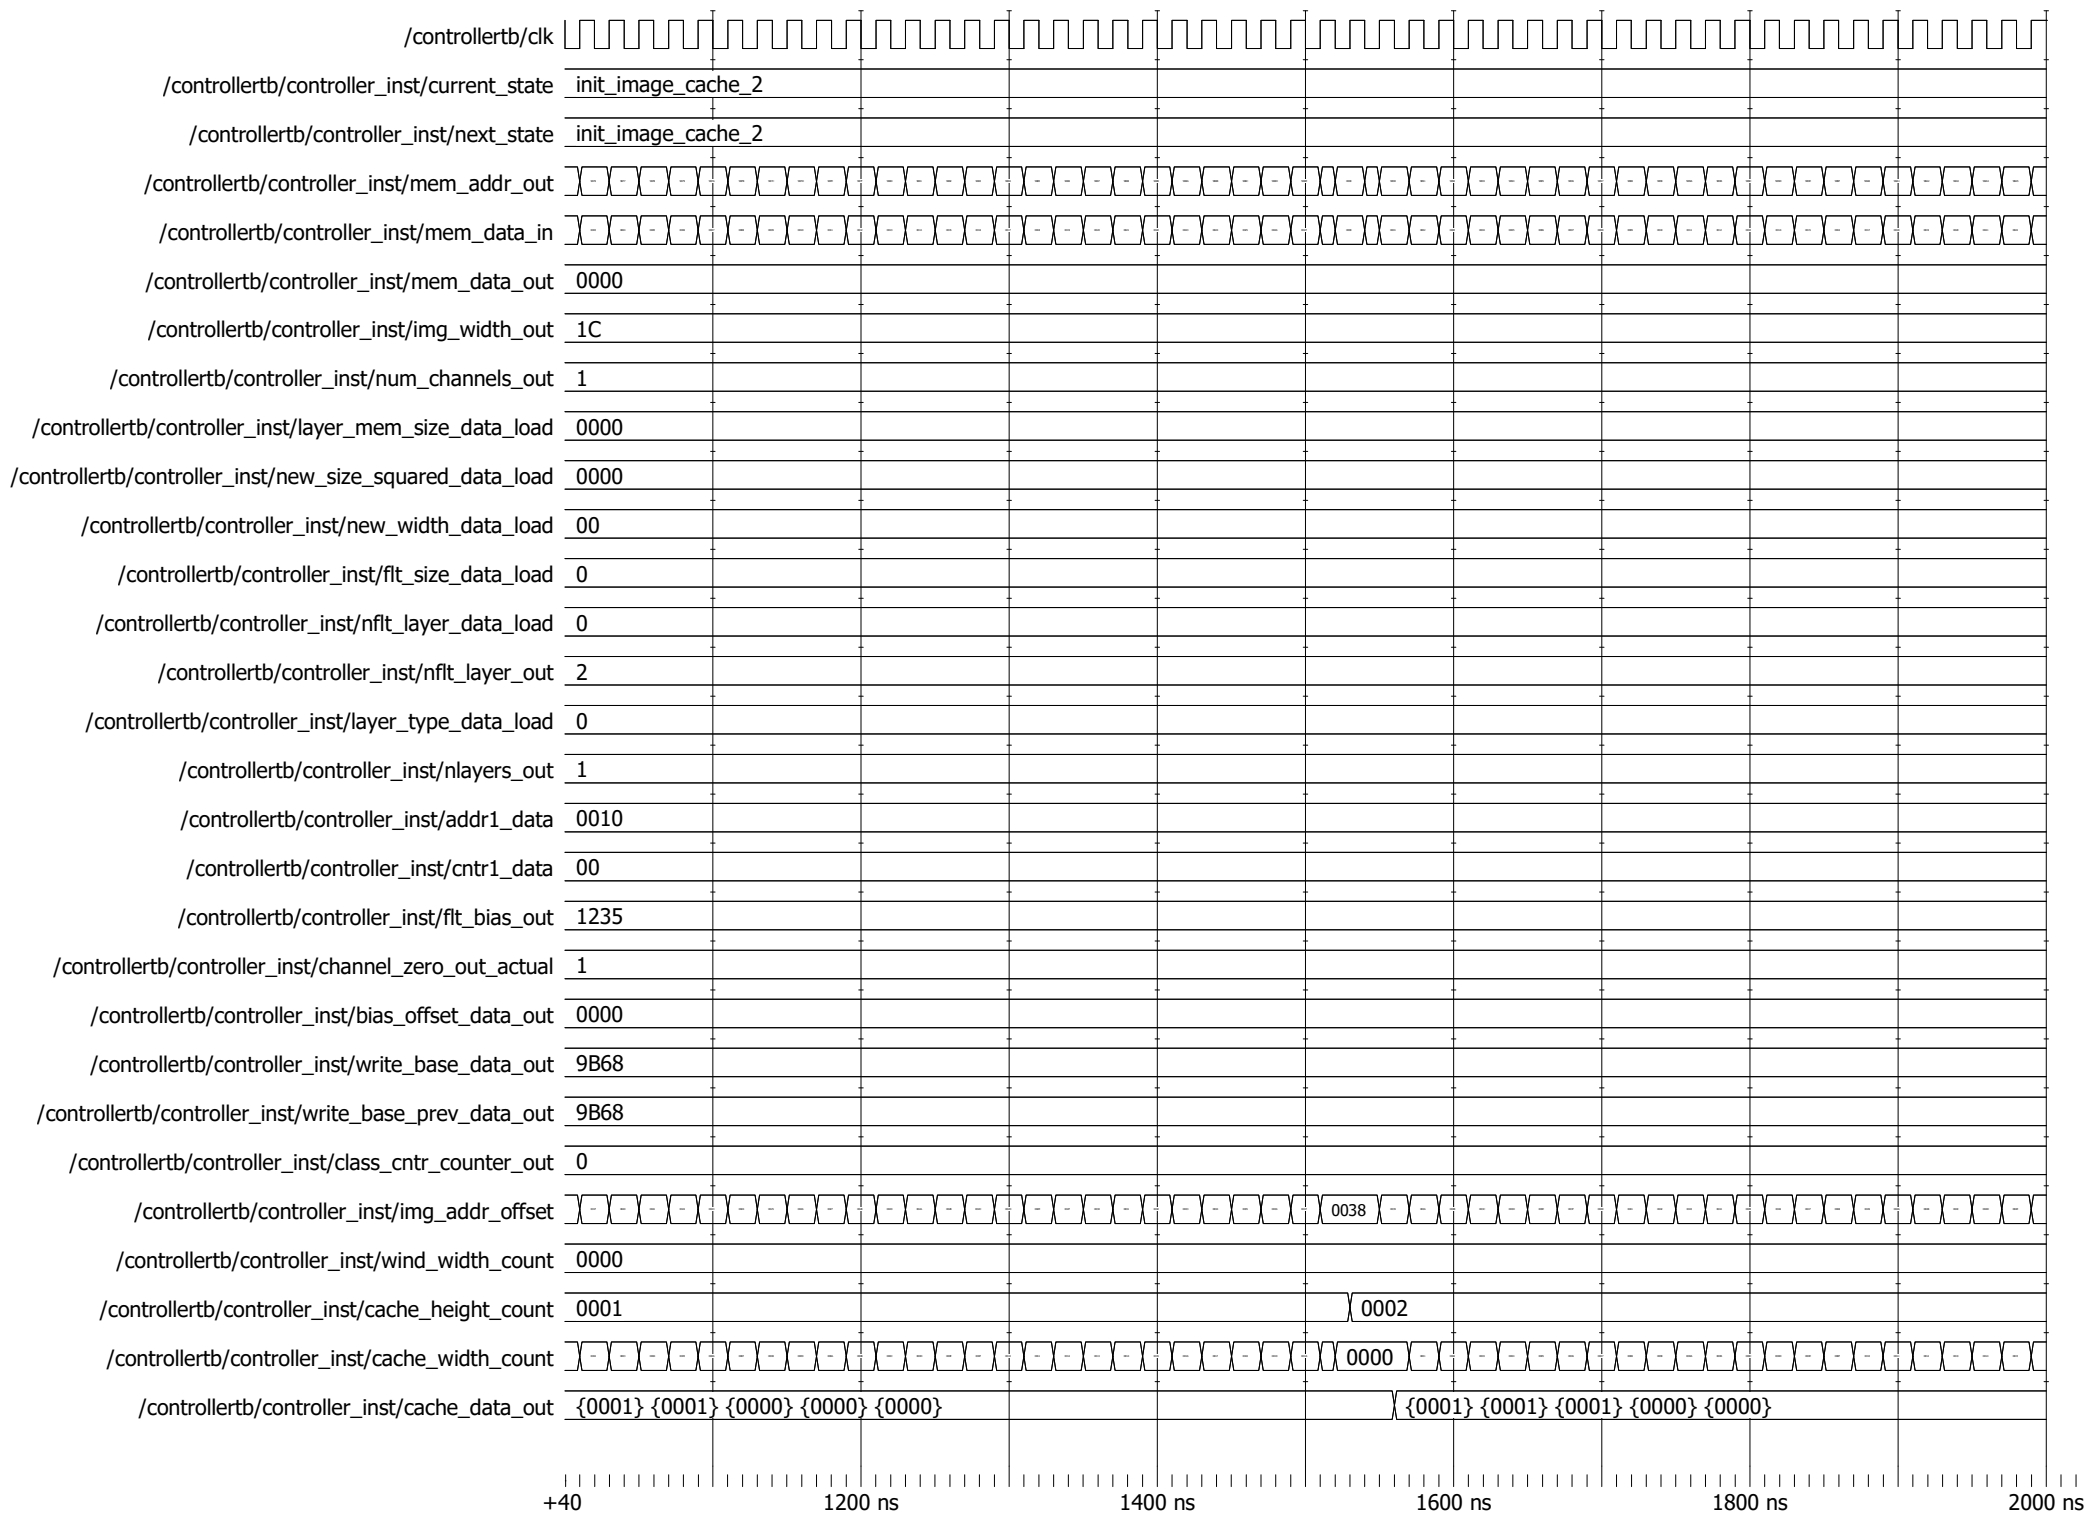 /controllertb/clk
/controllertb/controller_inst/current_state init_image_cache_2
/controllertb/controller_inst/next_state init_image_cache_2
/controllertb/controller_inst/mem_addr_out
/controllertb/controller_inst/mem_data_in
/controllertb/controller_inst/mem_data_out 0000
/controllertb/controller_inst/img_width_out 1C
/controllertb/controller_inst/num_channels_out 1
/controllertb/controller_inst/layer_mem_size_data_load 0000
/controllertb/controller_inst/new_size_squared_data_load 0000
/controllertb/controller_inst/new_width_data_load 00
/controllertb/controller_inst/flt_size_data_load 0
/controllertb/controller_inst/nflt_layer_data_load 0
/controllertb/controller_inst/nflt_layer_out 2
/controllertb/controller_inst/layer_type_data_load 0
/controllertb/controller_inst/nlayers_out 1
/controllertb/controller_inst/addr1_data 0010
/controllertb/controller_inst/cntr1_data 00
/controllertb/controller_inst/flt_bias_out 1235
/controllertb/controller_inst/channel_zero_out_actual 1
/controllertb/controller_inst/bias_offset_data_out 0000
/controllertb/controller_inst/write_base_data_out 9B68
/controllertb/controller_inst/write_base_prev_data_out 9B68
/controllertb/controller_inst/class_cntr_counter_out 0
/controllertb/controller_inst/img_addr_offset 0038
/controllertb/controller_inst/wind_width_count 0000
/controllertb/controller_inst/cache_height_count 0001 0002
/controllertb/controller_inst/cache_width_count 0000
/controllertb/controller_inst/cache_data_out {0001} {0001} {0000} {0000} {0000} {0001} {0001} {0001} {0000} {0000}
+40 1200 ns 1400 ns 1600 ns 1800 ns 2000 ns